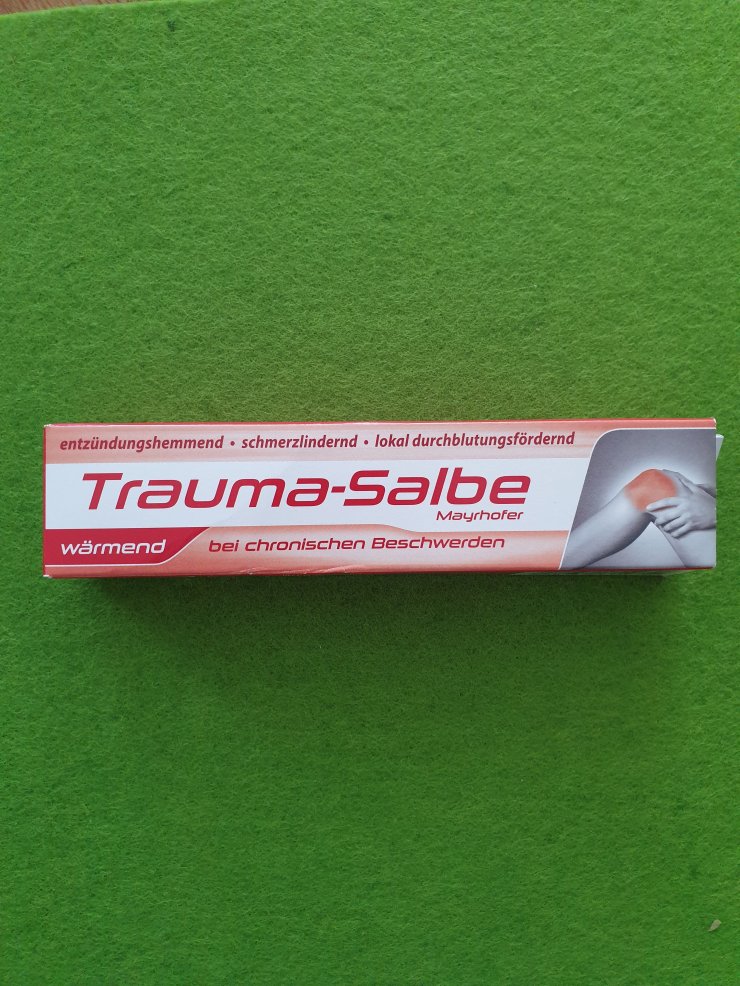 entzündungshemmend • schmerzlindernd • lokal durchblutungsfördernd
Trauma-Salbe
Mayrhofer
wärmend bei chronischen Beschwerden